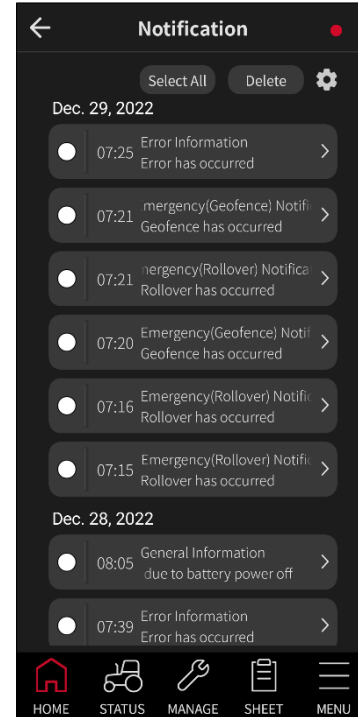 Notification
Select All Delete
Dec. 29, 2022
07:25 Error Information
Error has occurred
07:21 mergency(Geofence) Notifi
Geofence has occurred
07:21 nergency(Rollover) Notifica
Rollover has occurred
07:20 Emergency(Geofence) Notif
Geofence has occurred
07:16 Emergency(Rollover) Notific
Rollover has occurred
07:15 Emergency(Rollover) Notific
Rollover has occurred
Dec. 28, 2022
08:05 General Information
due to battery power off
07:39 Error Information
Error has occurred
HOME STATUS MANAGE SHEET MENU